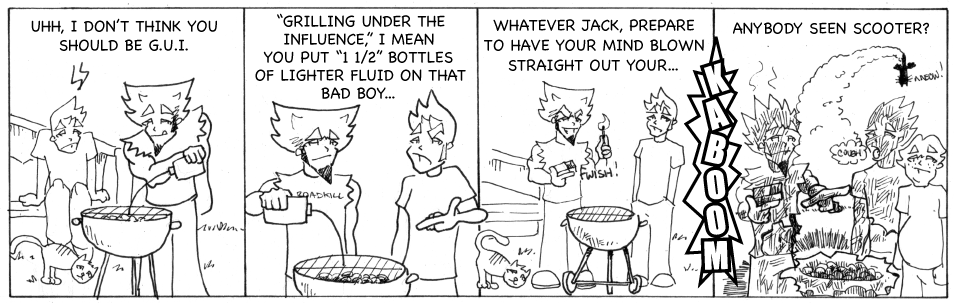 UHH, I DON'T THINK YOU
SHOULD BE G.U.I.
"GRILLING UNDER THE
INFLUENCE," I MEAN
YOU PUT "1 1/2" BOTTLES
OF LIGHTER FLUID ON THAT
BAD BOY...
ROADKILL
WHATEVER JACK, PREPARE
TO HAVE YOUR MIND BLOWN
STRAIGHT OUT YOUR...
FWISH!
KABOOM
ANYBODY SEEN SCOOTER?
COUGH